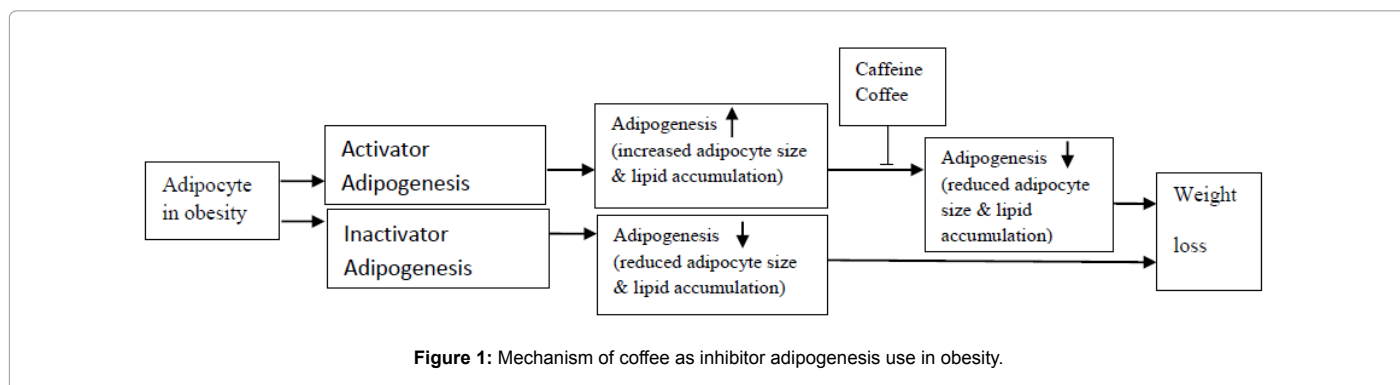 Caffeine
Coffee
Adipocyte
in obesity
Activator
Adipogenesis
Inactivator
Adipogenesis
Adipogenesis ↑
(increased adipocyte size
& lipid accumulation)
Adipogenesis ↓
(reduced adipocyte size
& lipid accumulation)
Adipogenesis ↓
(reduced adipocyte
size & lipid
accumulation)
Weight
loss
Figure 1: Mechanism of coffee as inhibitor adipogenesis use in obesity.